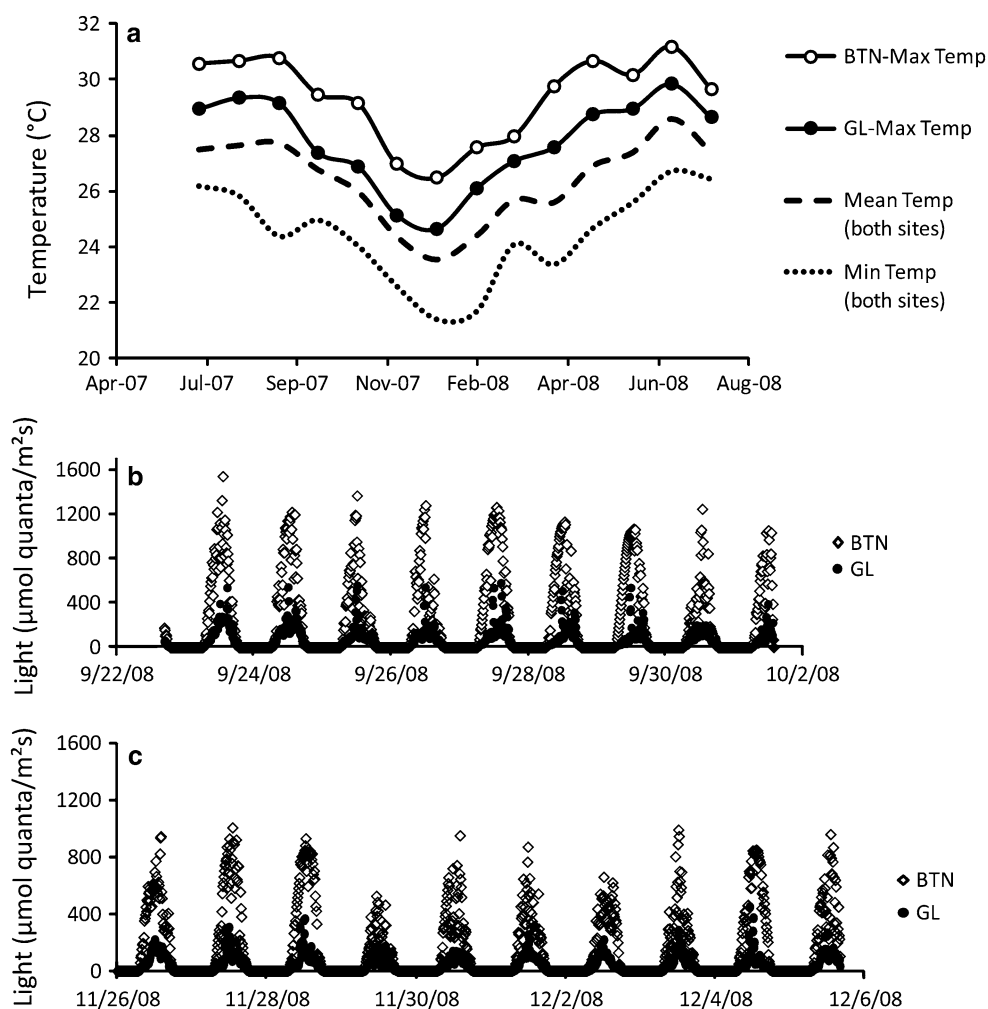 a
32
30
28
26
24
22
20
Temperature (°C)
Apr-07 Jul-07 Sep-07 Nov-07 Feb-08 Apr-08 Jun-08 Aug-08
BTN-Max Temp
GL-Max Temp
Mean Temp
(both sites)
Min Temp
(both sites)
b
1600
1200
800
400
0
Light (µmol quanta/m²s)
9/22/08 9/24/08 9/26/08 9/28/08 9/30/08 10/2/08
BTN
GL
c
1600
1200
800
400
0
Light (µmol quanta/m²s)
11/26/08 11/28/08 11/30/08 12/2/08 12/4/08 12/6/08
BTN
GL